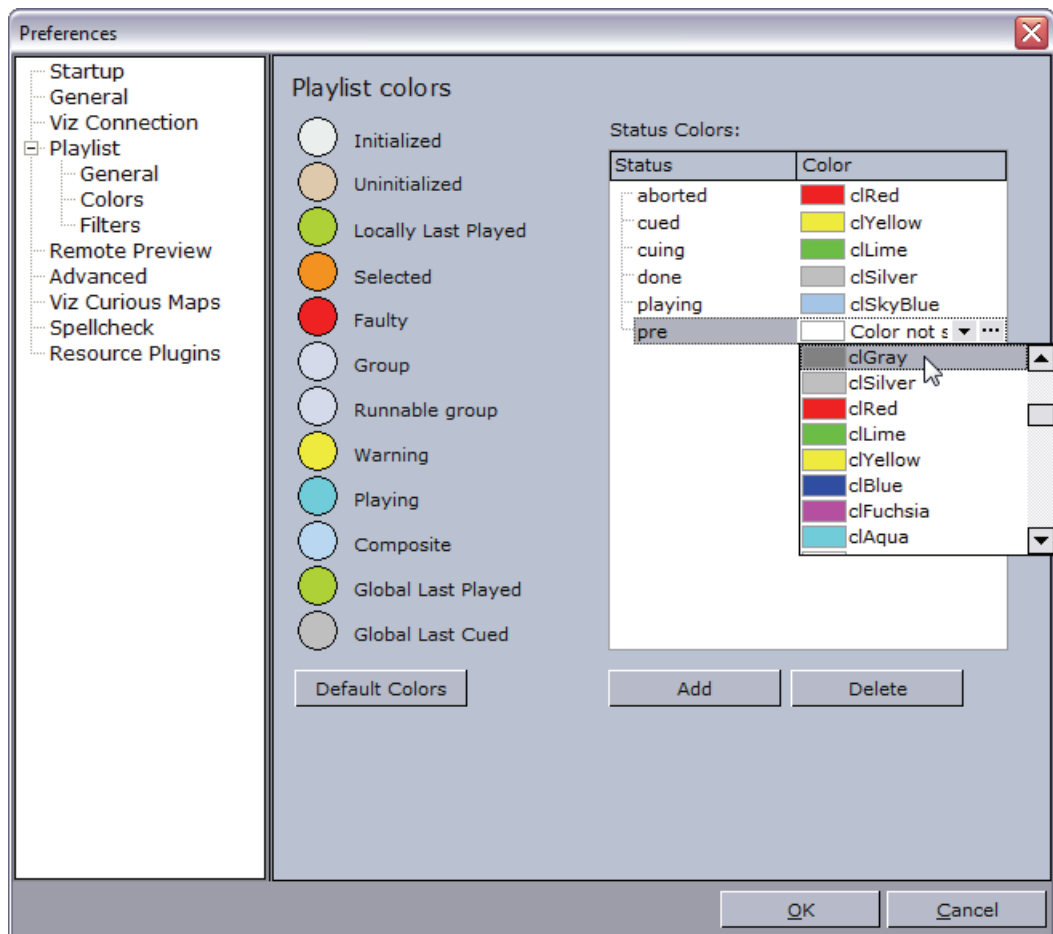 Preferences
Startup
General
Viz Connection
Playlist
General
Colors
Filters
Remote Preview
Advanced
Viz Curious Maps
Spellcheck
Resource Plugins
Playlist colors
Initialized
Uninitialized
Locally Last Played
Selected
Faulty
Group
Runnable group
Warning
Playing
Composite
Global Last Played
Global Last Cued
Default Colors
Status Colors:
Status Color
aborted clRed
cued clYellow
cuing clLime
done clSilver
playing clSkyBlue
pre Color not s
clGray
clSilver
clRed
clLime
clYellow
clBlue
clFuchsia
clAqua
Add Delete
OK Cancel